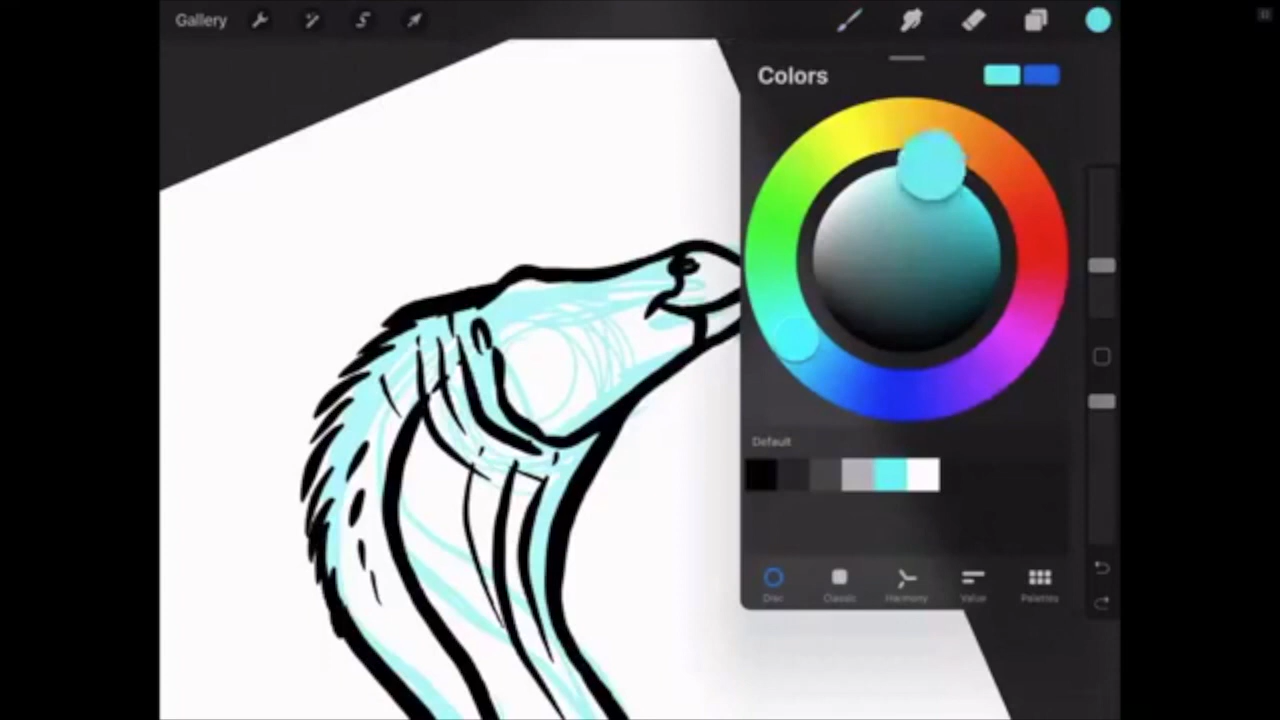 Gallery
Colors
Default
Disc
Classic
Harmony
Value
Palettes